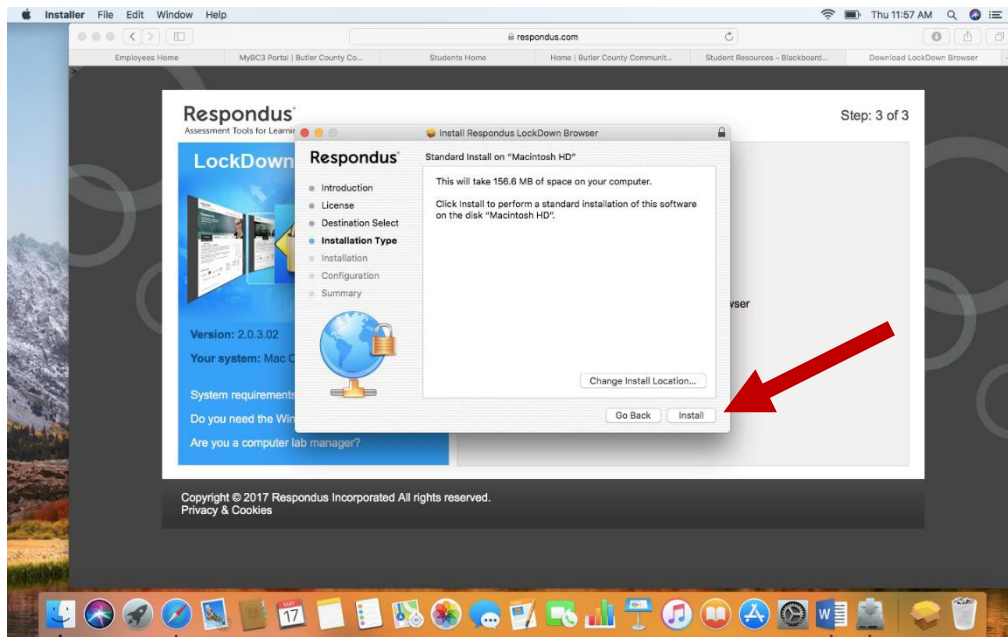 Installer File Edit Window Help
Thu 11:57 AM
respondus.com
Employees Home
MyBC3 Portal | Butler County Co...
Students Home
Home | Butler County Communit...
Student Resources – Blackboard...
Download LockDown Browser
Respondus
Assessment Tools for Learni
Step: 3 of 3
LockDown
Install Respondus LockDown Browser
Respondus
Standard Install on "Macintosh HD"
Introduction
License
Destination Select
Installation Type
Installation
Configuration
Summary
This will take 156.6 MB of space on your computer.
Click Install to perform a standard installation of this software
on the disk "Macintosh HD".
Change Install Location...
Go Back
Install
wser
Version: 2.0.3.02
Your system: Mac O
System requirements
Do you need the Win
Are you a computer lab manager?
Copyright © 2017 Respondus Incorporated All rights reserved.
Privacy & Cookies
17
W